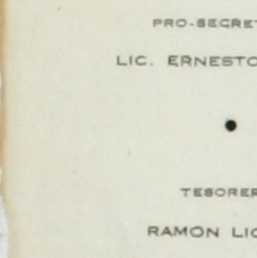 PRO-SECRET
LIC. ERNESTO
TESORER
RAMON LIC